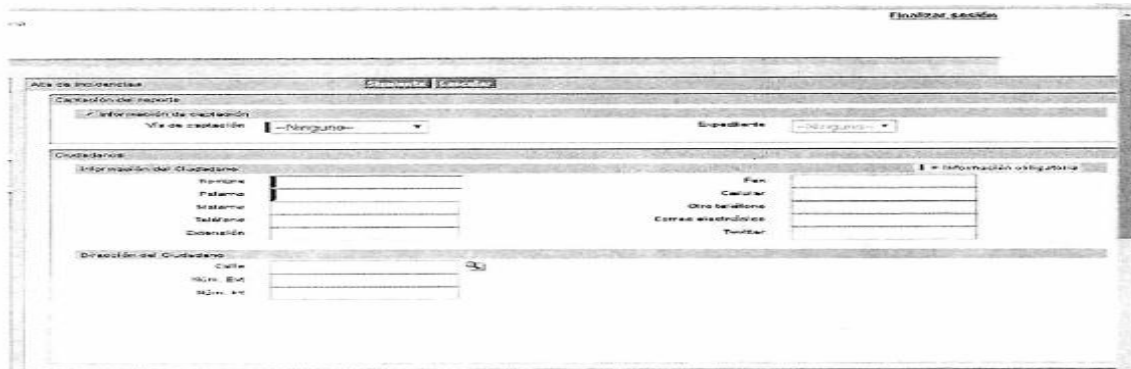 Finalizar sesión
Alta de Incidencias Siguiente Cancelar
Captación del reporte
Información de captación
Vía de captación --Ninguno-- Expediente --Ninguno--
Ciudadanos
Información del Ciudadano = Información obligatoria
Nombre Fax
Paterno Celular
Materno Otro teléfono
Teléfono Correo electrónico
Extensión Twitter
Dirección del Ciudadano
Calle
Núm. Ext
Núm. Int